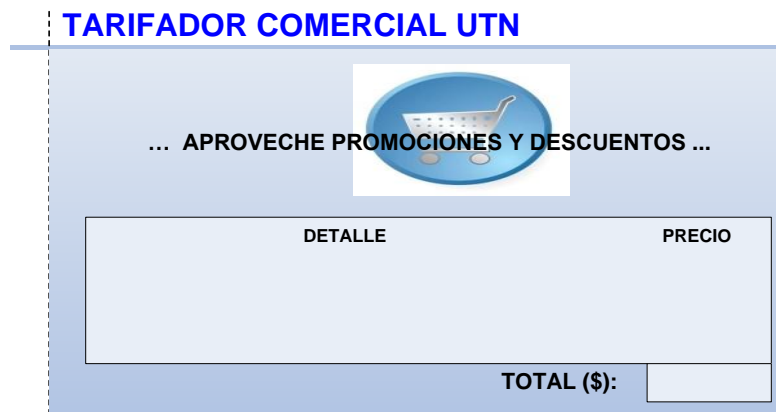 TARIFADOR COMERCIAL UTN
… APROVECHE PROMOCIONES Y DESCUENTOS ...
DETALLE PRECIO
TOTAL ($):